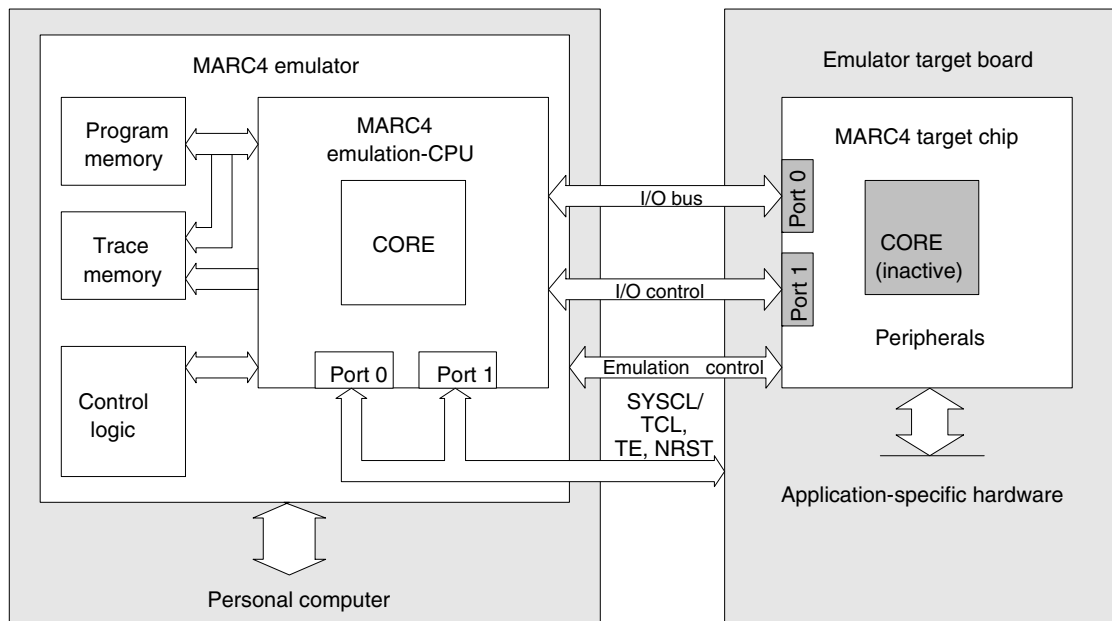 MARC4 emulator
Program
memory
Trace
memory
Control
logic
MARC4
emulation-CPU
CORE
Port 0
Port 1
Personal computer
I/O bus
I/O control
Emulation control
SYSCL/
TCL,
TE, NRST
Emulator target board
MARC4 target chip
Port 0
Port 1
CORE
(inactive)
Peripherals
Application-specific hardware